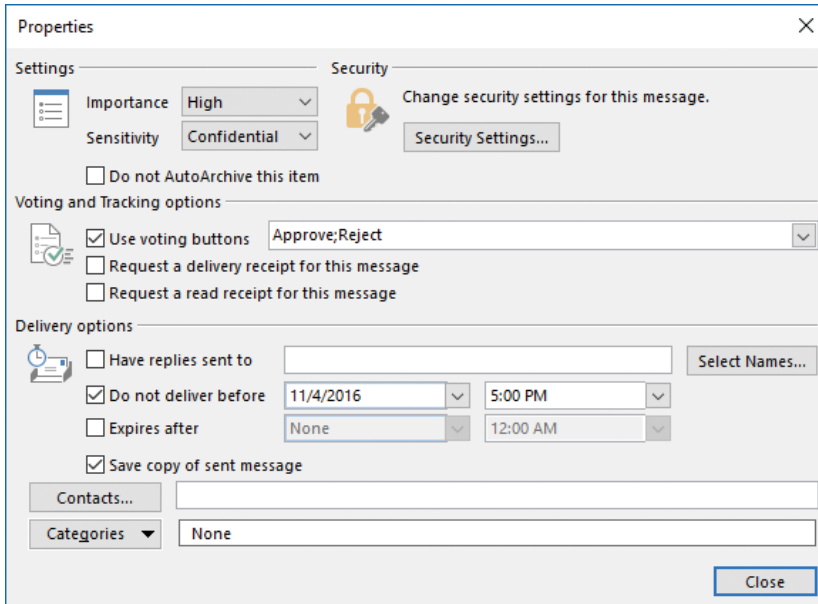 Properties
Settings
Security
Importance High
Change security settings for this message.
Sensitivity Confidential
Security Settings...
Do not AutoArchive this item
Voting and Tracking options
Use voting buttons Approve;Reject
Request a delivery receipt for this message
Request a read receipt for this message
Delivery options
Have replies sent to Select Names...
Do not deliver before 11/4/2016 5:00 PM
Expires after None 12:00 AM
Save copy of sent message
Contacts...
Categories None
Close